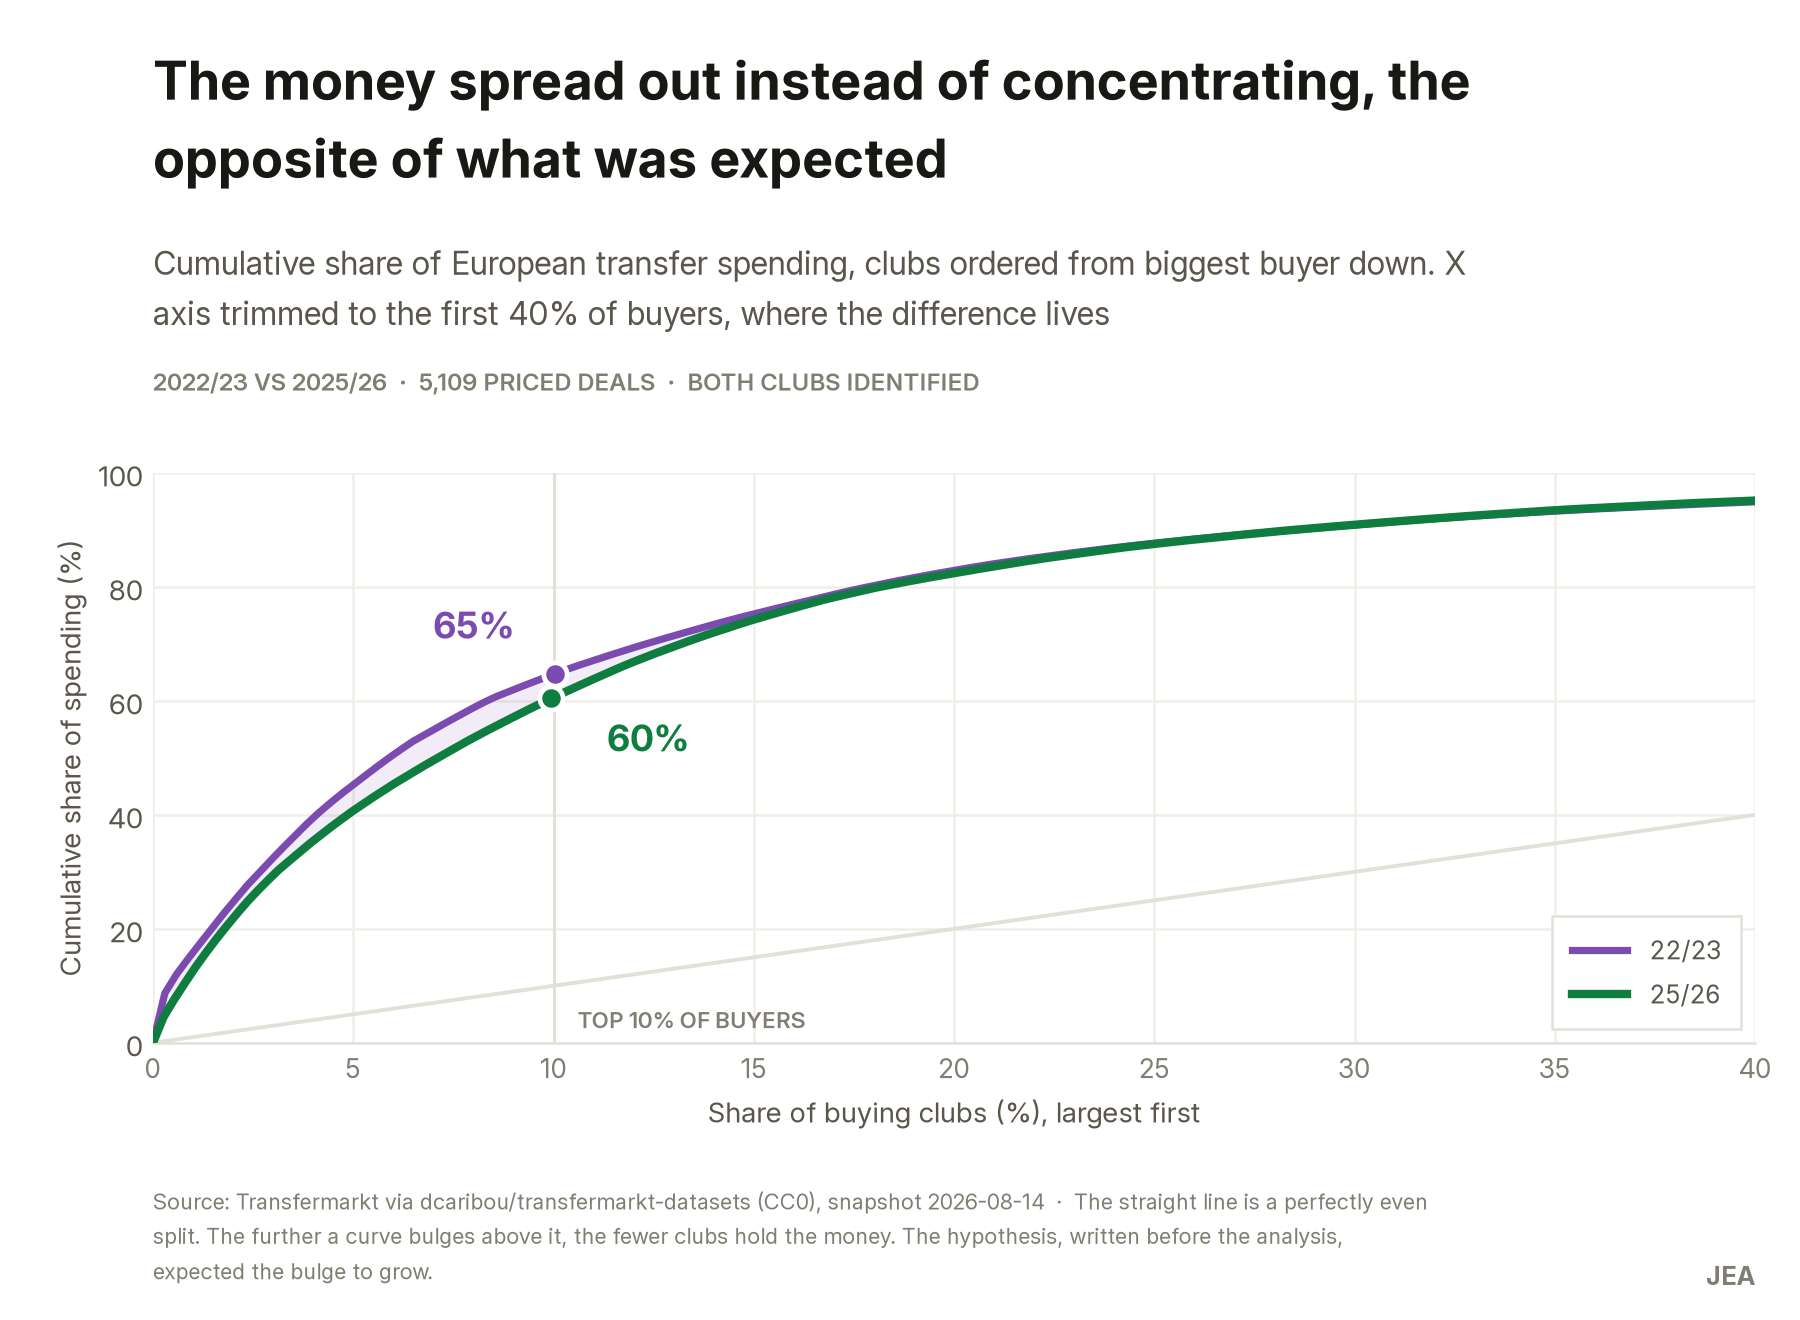 The money spread out instead of concentrating, the
opposite of what was expected
Cumulative share of European transfer spending, clubs ordered from biggest buyer down. X
axis trimmed to the first 40% of buyers, where the difference lives
2022/23 VS 2025/26 · 5,109 PRICED DEALS · BOTH CLUBS IDENTIFIED
Cumulative share of spending (%)
100
80
60
40
20
0
65%
60%
TOP 10% OF BUYERS
22/23
25/26
0 5 10 15 20 25 30 35 40
Share of buying clubs (%), largest first
Source: Transfermarkt via dcaribou/transfermarkt-datasets (CC0), snapshot 2026-08-14 · The straight line is a perfectly even
split. The further a curve bulges above it, the fewer clubs hold the money. The hypothesis, written before the analysis,
expected the bulge to grow.
JEA